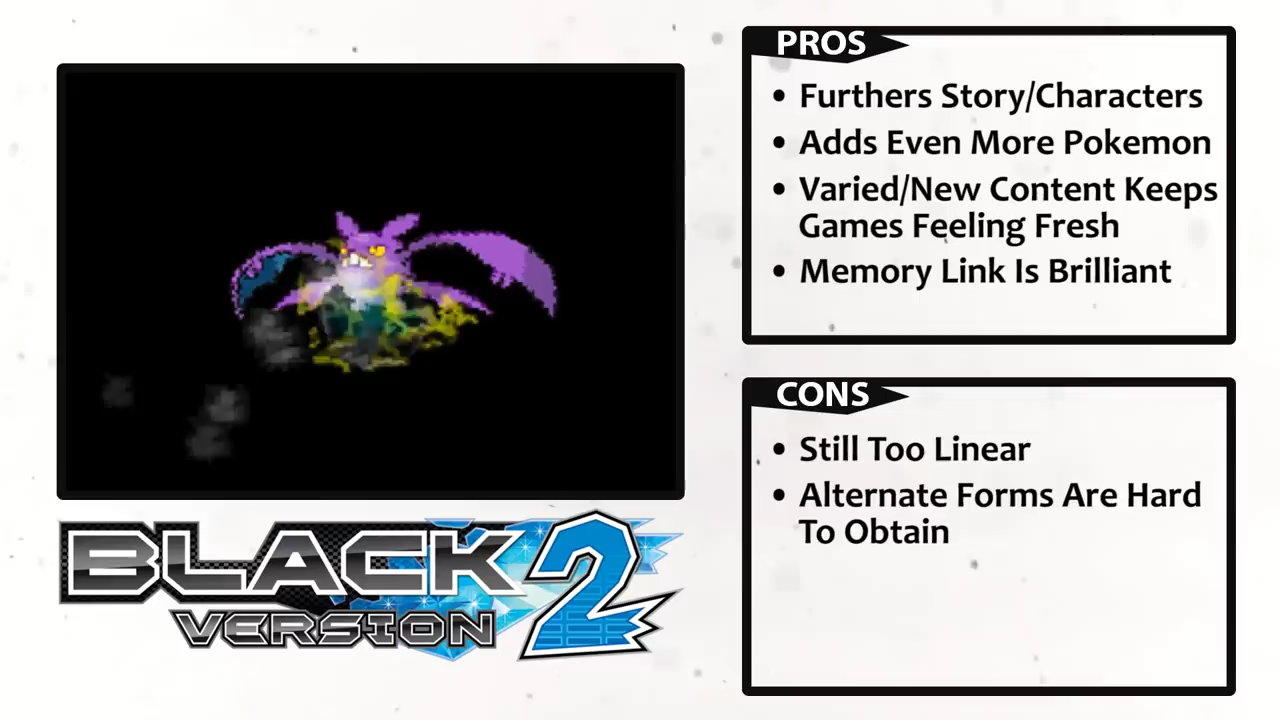 PROS
• Furthers Story/Characters
• Adds Even More Pokemon
• Varied/New Content Keeps
Games Feeling Fresh
• Memory Link Is Brilliant
CONS
• Still Too Linear
• Alternate Forms Are Hard
To Obtain
BLACK 2
VERSION